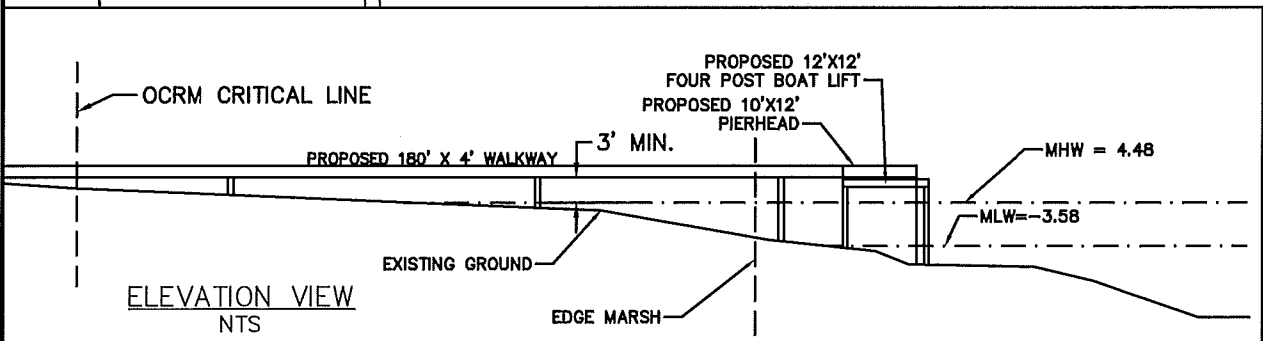 PROPOSED 12'X12'
FOUR POST BOAT LIFT
OCRM CRITICAL LINE
PROPOSED 10'X12'
PIERHEAD
3' MIN.
PROPOSED 180' X 4' WALKWAY
MHW = 4.48
MLW=-3.58
EXISTING GROUND
ELEVATION VIEW
NTS
EDGE MARSH